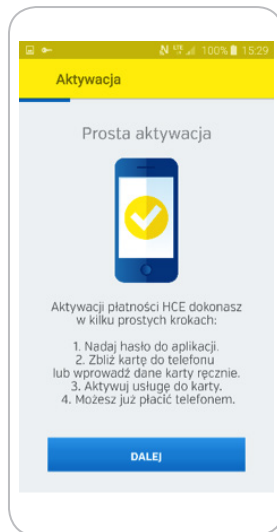 LTE 100% 15:29
Aktywacja
Prosta aktywacja
Aktywacji płatności HCE dokonasz
w kilku prostych krokach:
1. Nadaj hasło do aplikacji.
2. Zbliż kartę do telefonu
lub wprowadź dane karty ręcznie.
3. Aktywuj usługę do karty.
4. Możesz już płacić telefonem.
DALEJ